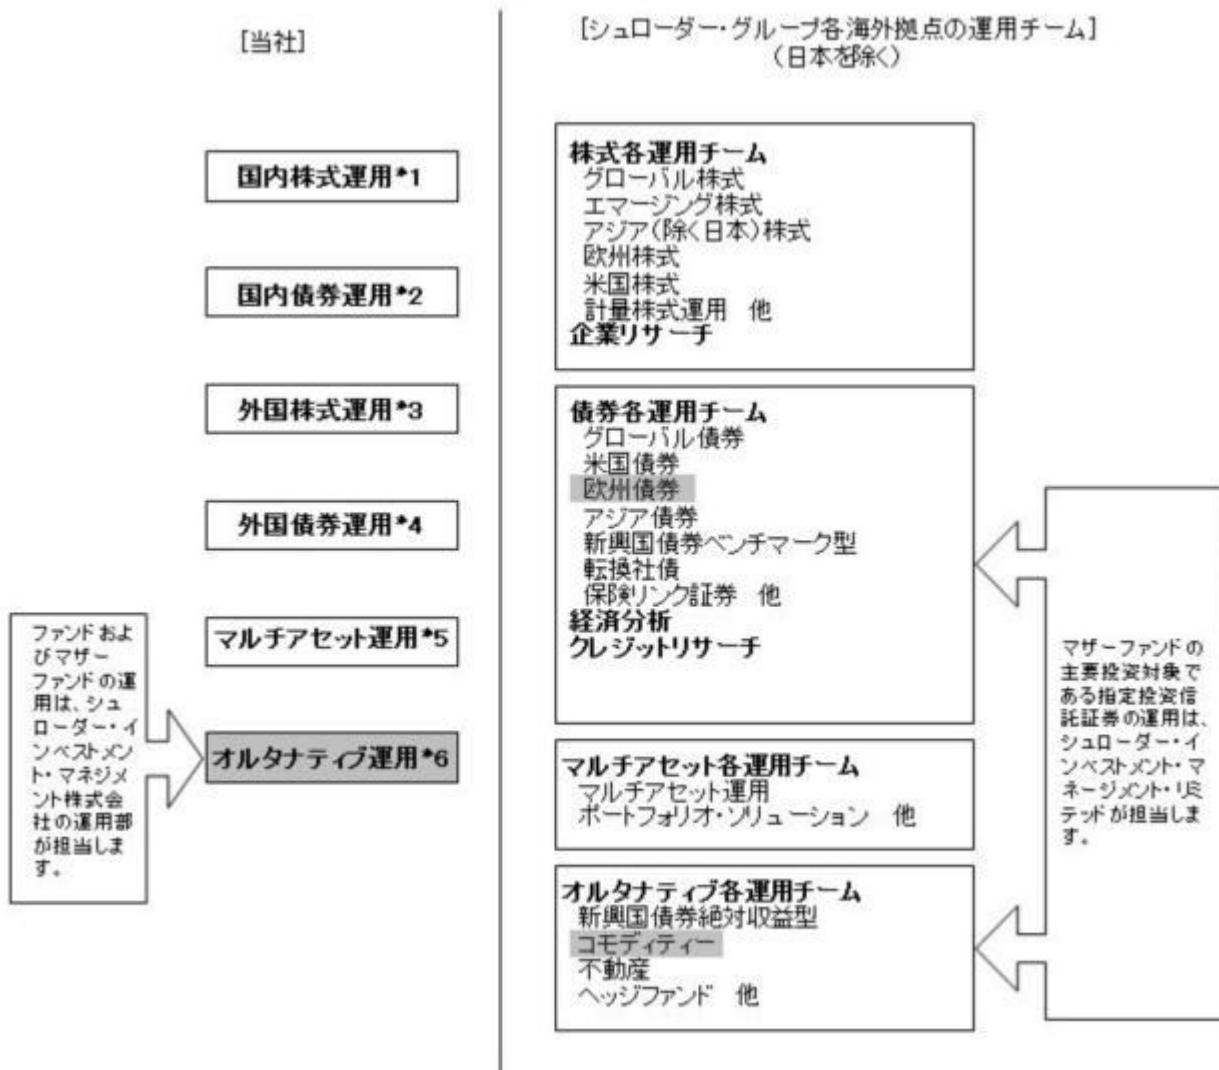 [当社]
[シュローダー・グループ各海外拠点の運用チーム]
（日本を除く）
国内株式運用*1
国内債券運用*2
外国株式運用*3
外国債券運用*4
マルチアセット運用*5
オルタナティブ運用*6
ファンドおよ
びマザー
ファンドの運
用は、シュ
ローダー・イ
ンベストメン
ト・マネジメ
ント株式会
社の運用部
が担当しま
す。
株式各運用チーム
グローバル株式
エマージング株式
アジア（除く日本）株式
欧州株式
米国株式
計量株式運用　他
企業リサーチ
債券各運用チーム
グローバル債券
米国債券
欧州債券
アジア債券
新興国債券ベンチマーク型
転換社債
保険リンク証券　他
経済分析
クレジットリサーチ
マルチアセット各運用チーム
マルチアセット運用
ポートフォリオ・ソリューション　他
オルタナティブ各運用チーム
新興国債券絶対収益型
コモディティー
不動産
ヘッジファンド　他
マザーファンドの
主要投資対象で
ある指定投資信
託証券の運用は、
シュローダー・イ
ンベストメント・マ
ネージメント・リミ
テッドが担当しま
す。